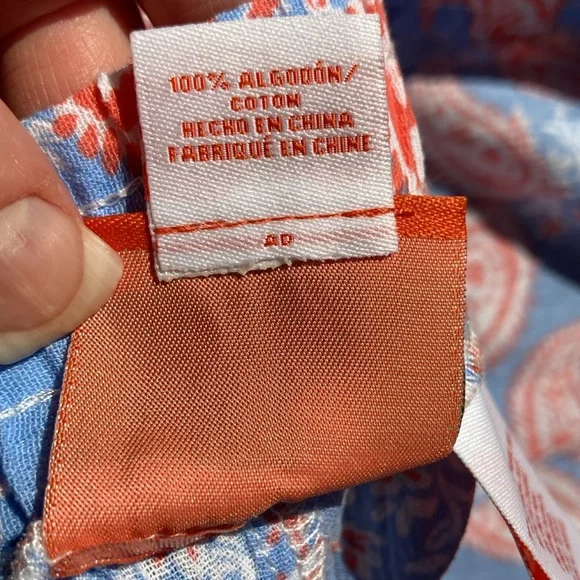 100% ALGODÓN/
COTON
HECHO EN CHINA
FABRIQUÉ EN CHINE
AD